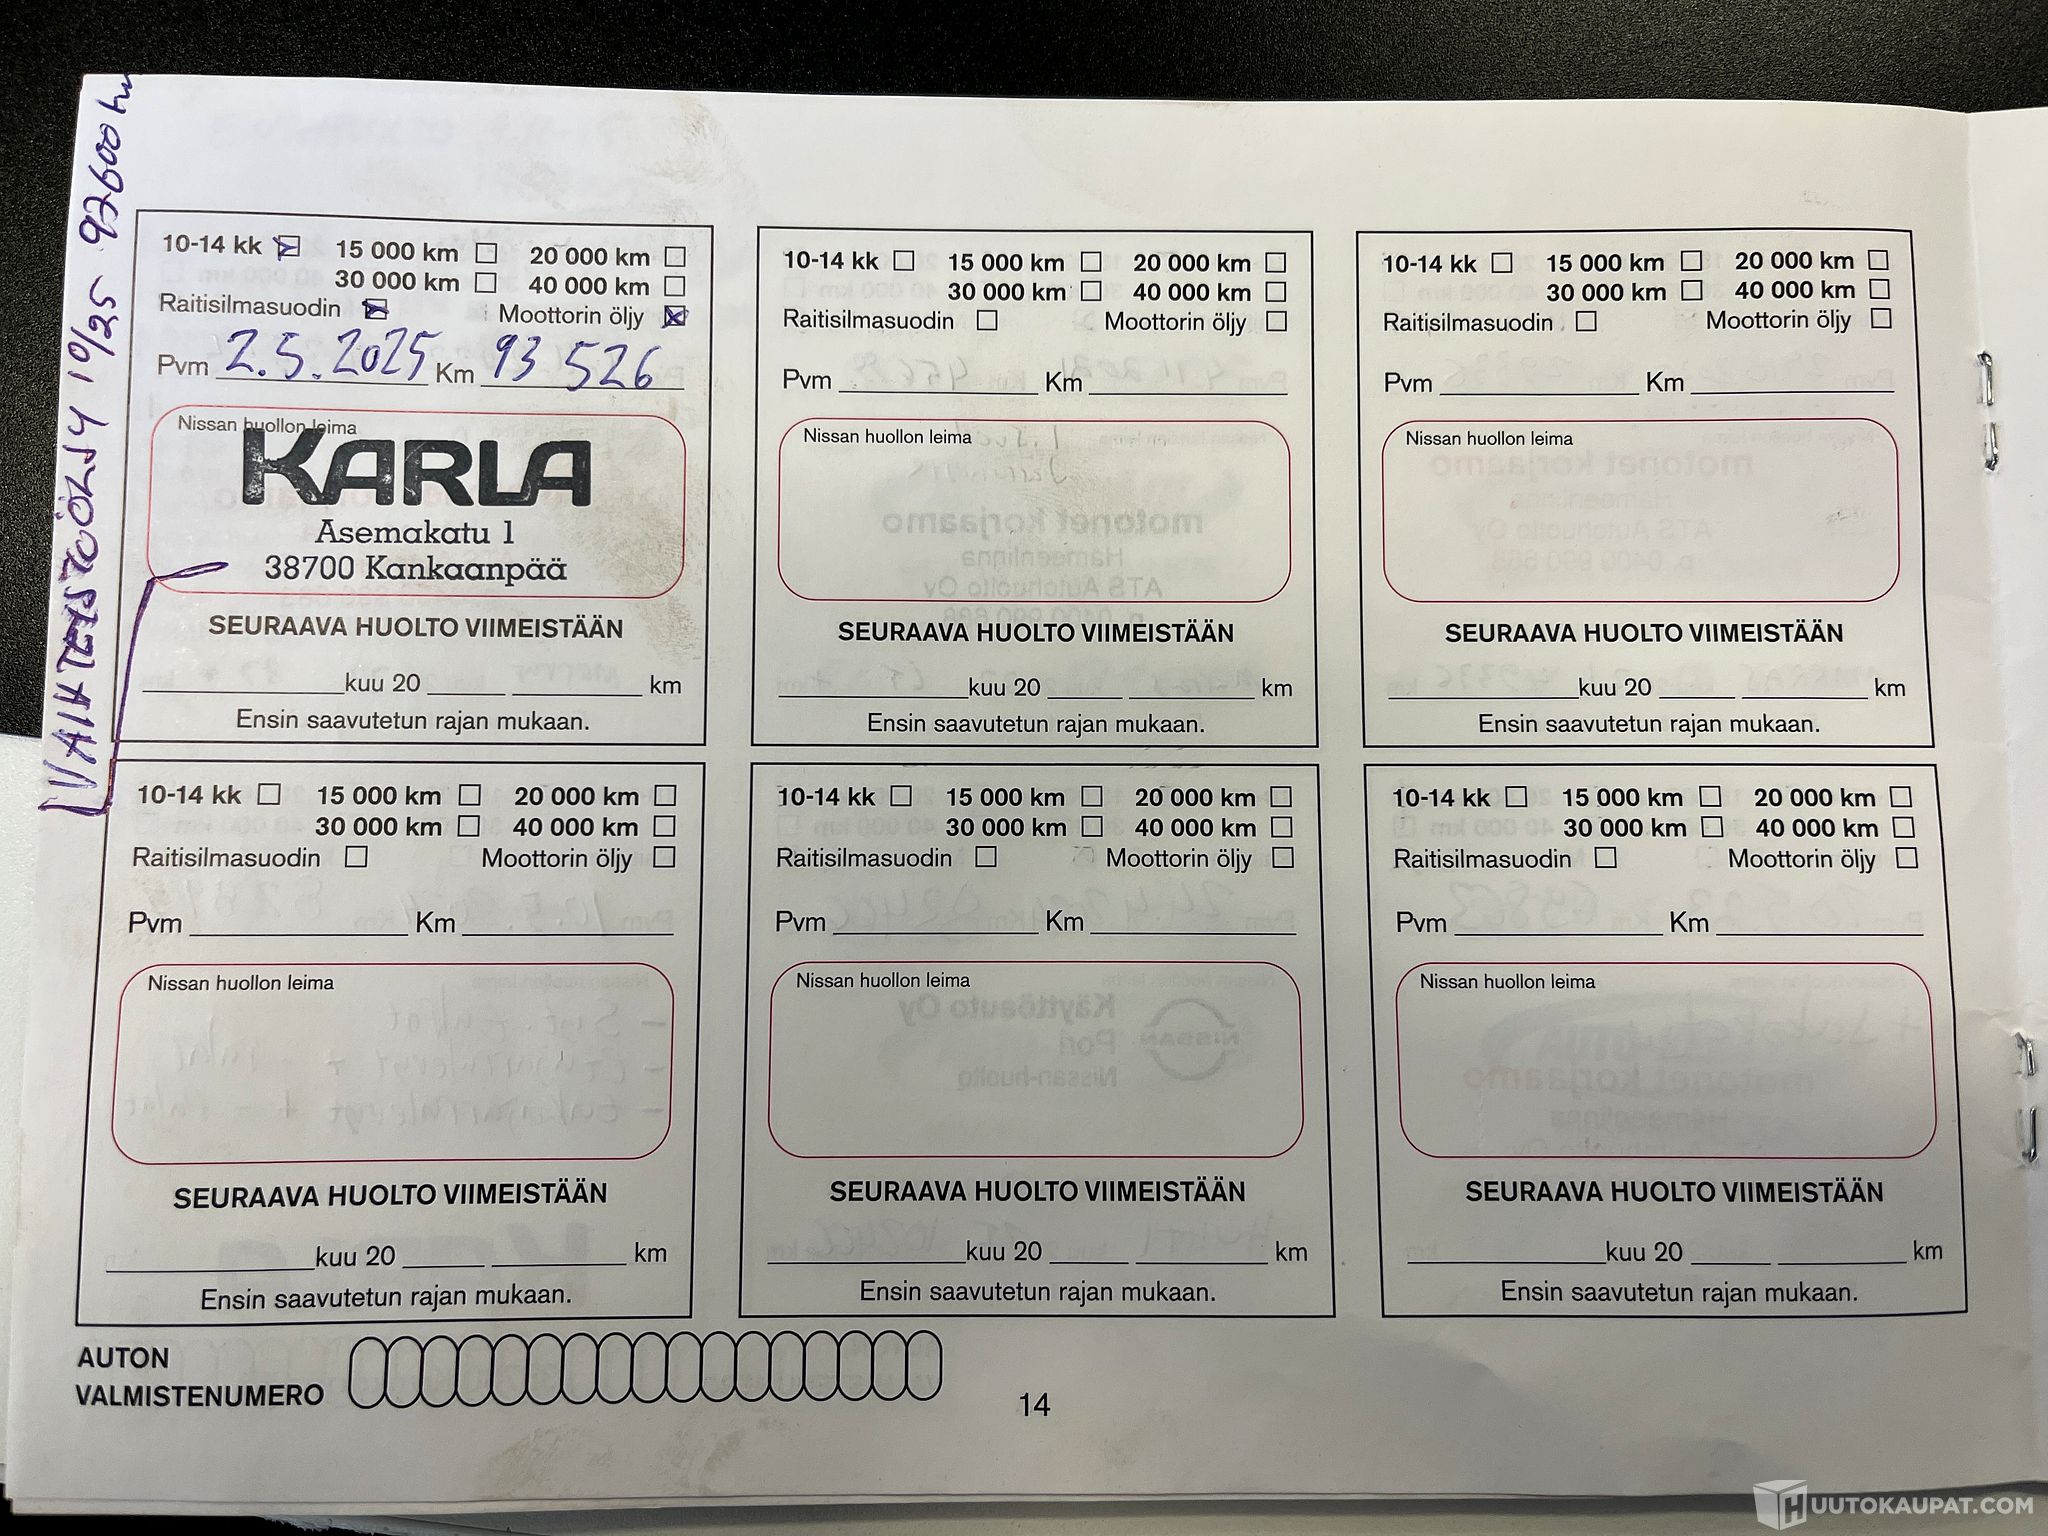 VAIHTEISTOÖLJY 10/25 97600 km
10-14 kk 15 000 km 20 000 km
30 000 km 40 000 km
Raitisilmasuodin Moottorin öljy
Pvm 2.5.2025 Km 93 526
Nissan huollon leima
KARLA
Asemakatu 1
38700 Kankaanpää
SEURAAVA HUOLTO VIIMEISTÄÄN
kuu 20 km
Ensin saavutetun rajan mukaan.
10-14 kk 15 000 km 20 000 km
30 000 km 40 000 km
Raitisilmasuodin Moottorin öljy
Pvm Km
Nissan huollon leima
SEURAAVA HUOLTO VIIMEISTÄÄN
kuu 20 km
Ensin saavutetun rajan mukaan.
10-14 kk 15 000 km 20 000 km
30 000 km 40 000 km
Raitisilmasuodin Moottorin öljy
Pvm Km
Nissan huollon leima
SEURAAVA HUOLTO VIIMEISTÄÄN
kuu 20 km
Ensin saavutetun rajan mukaan.
10-14 kk 15 000 km 20 000 km
30 000 km 40 000 km
Raitisilmasuodin Moottorin öljy
Pvm Km
Nissan huollon leima
SEURAAVA HUOLTO VIIMEISTÄÄN
kuu 20 km
Ensin saavutetun rajan mukaan.
10-14 kk 15 000 km 20 000 km
30 000 km 40 000 km
Raitisilmasuodin Moottorin öljy
Pvm Km
Nissan huollon leima
SEURAAVA HUOLTO VIIMEISTÄÄN
kuu 20 km
Ensin saavutetun rajan mukaan.
10-14 kk 15 000 km 20 000 km
30 000 km 40 000 km
Raitisilmasuodin Moottorin öljy
Pvm Km
Nissan huollon leima
SEURAAVA HUOLTO VIIMEISTÄÄN
kuu 20 km
Ensin saavutetun rajan mukaan.
AUTON
VALMISTENUMERO
14
HUUTOKAUPAT.COM